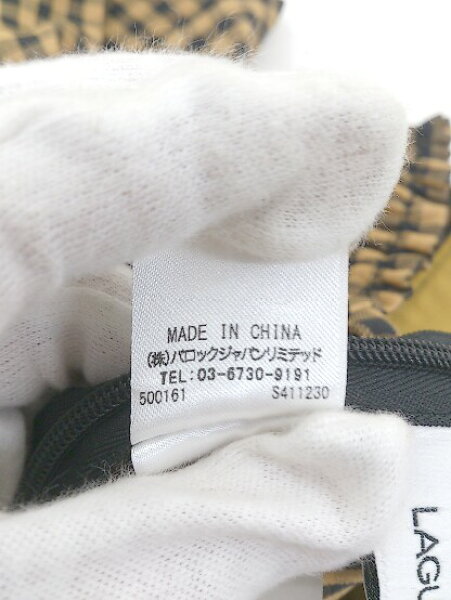 MADE IN CHINA
(株)バロックジャパンリミテッド
TEL:03-6730-9191
500161 S411230
LAGU